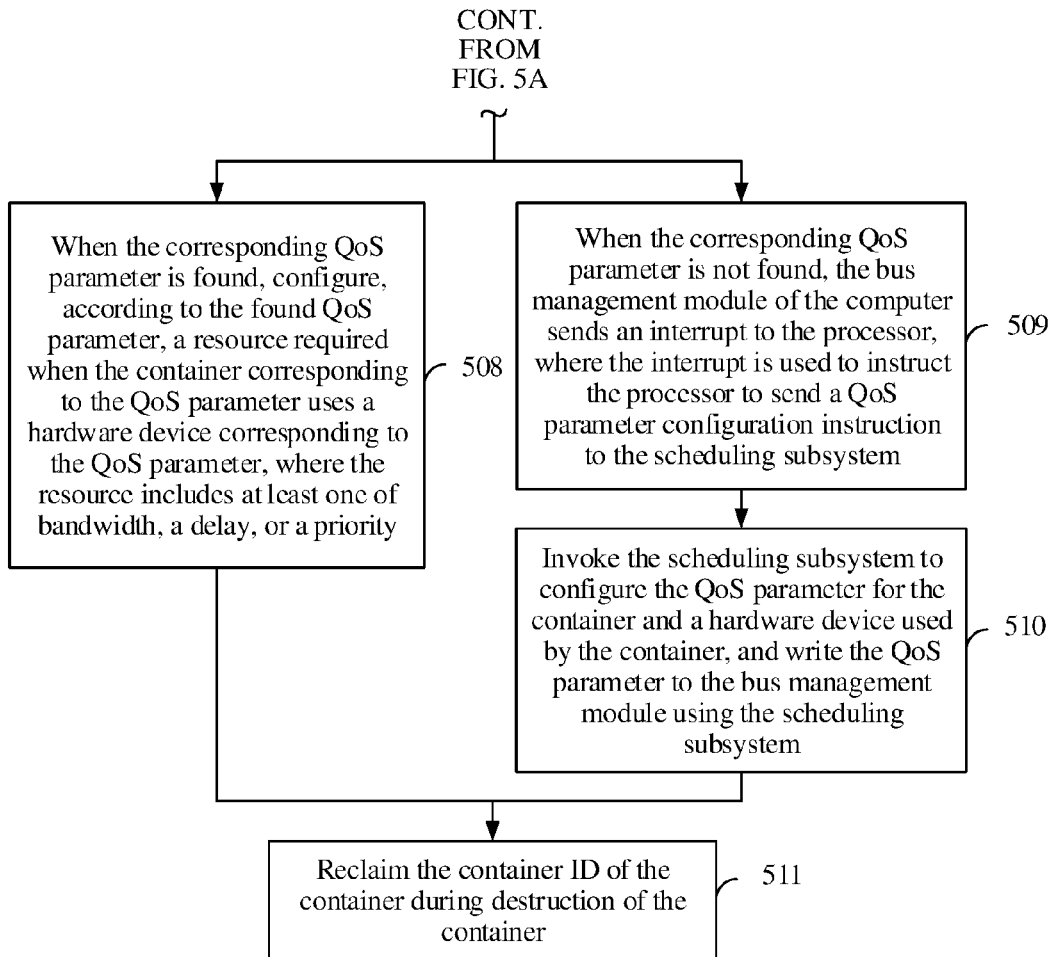 CONT.
FROM
FIG. 5A
When the corresponding QoS
parameter is found, configure,
according to the found QoS
parameter, a resource required
when the container corresponding
to the QoS parameter uses a
hardware device corresponding to
the QoS parameter, where the
resource includes at least one of
bandwidth, a delay, or a priority
508
When the corresponding QoS
parameter is not found, the bus
management module of the computer
sends an interrupt to the processor,
where the interrupt is used to instruct
the processor to send a QoS
parameter configuration instruction
to the scheduling subsystem
509
Invoke the scheduling subsystem to
configure the QoS parameter for the
container and a hardware device used
by the container, and write the QoS
parameter to the bus management
module using the scheduling
subsystem
510
Reclaim the container ID of the
container during destruction of the
container
511